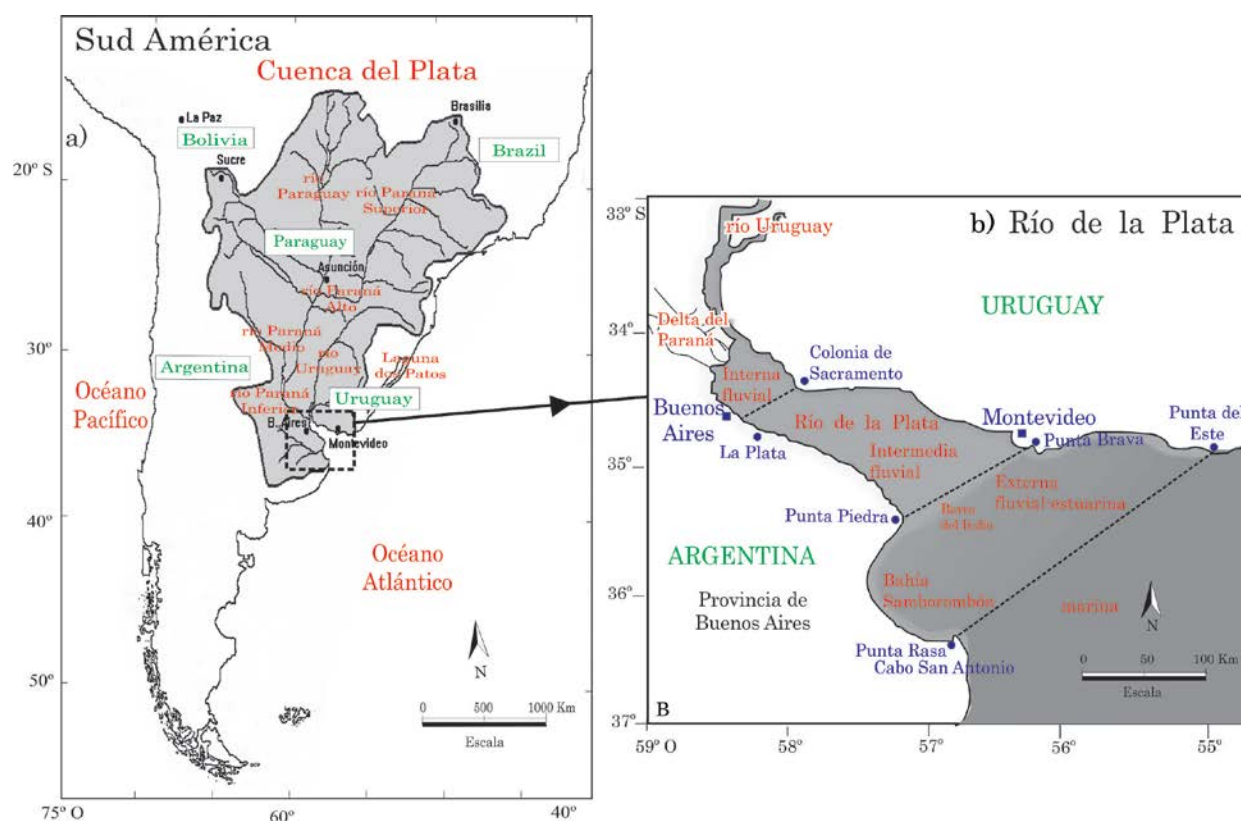 Sud América
Cuenca del Plata
a)
La Paz
Bolivia
Sucre
Brasilia
Brazil
20º S
río
Paraguay
río Paraná
Superior
Paraguay
Asunción
río Paraná
Alto
río Paraná
Medio
río
Uruguay
Laguna
dos Patos
30º
Argentina
Océano
Pacífico
río Paraná
Inferior
Uruguay
B. Aires
Montevideo
40º
Océano
Atlántico
N
50º
0 500 1000 Km
Escala
75º O
60º
40º
b) Río de la Plata
33º S
río Uruguay
URUGUAY
34º
Delta del
Paraná
Interna
fluvial
Colonia de
Sacramento
Buenos
Aires
Río de la Plata
Montevideo
Punta del
Este
La Plata
Intermedia
fluvial
Punta Brava
35º
Externa
fluvial-estuarina
Punta Piedra
Barra
del Indio
ARGENTINA
36º
Bahía
Samborombón
marina
Provincia de
Buenos Aires
N
Punta Rasa
Cabo San Antonio
0 50 100 Km
Escala
B
37º
59º O
58º
57º
56º
55º